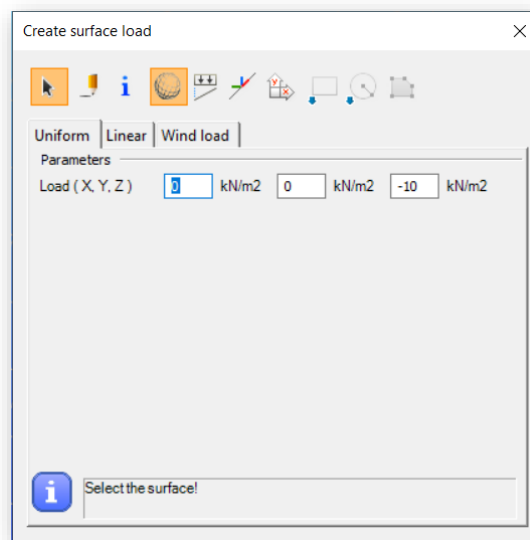 Create surface load
Uniform Linear Wind load
Parameters
Load ( X, Y, Z ) 0 kN/m2 0 kN/m2 -10 kN/m2
Select the surface!